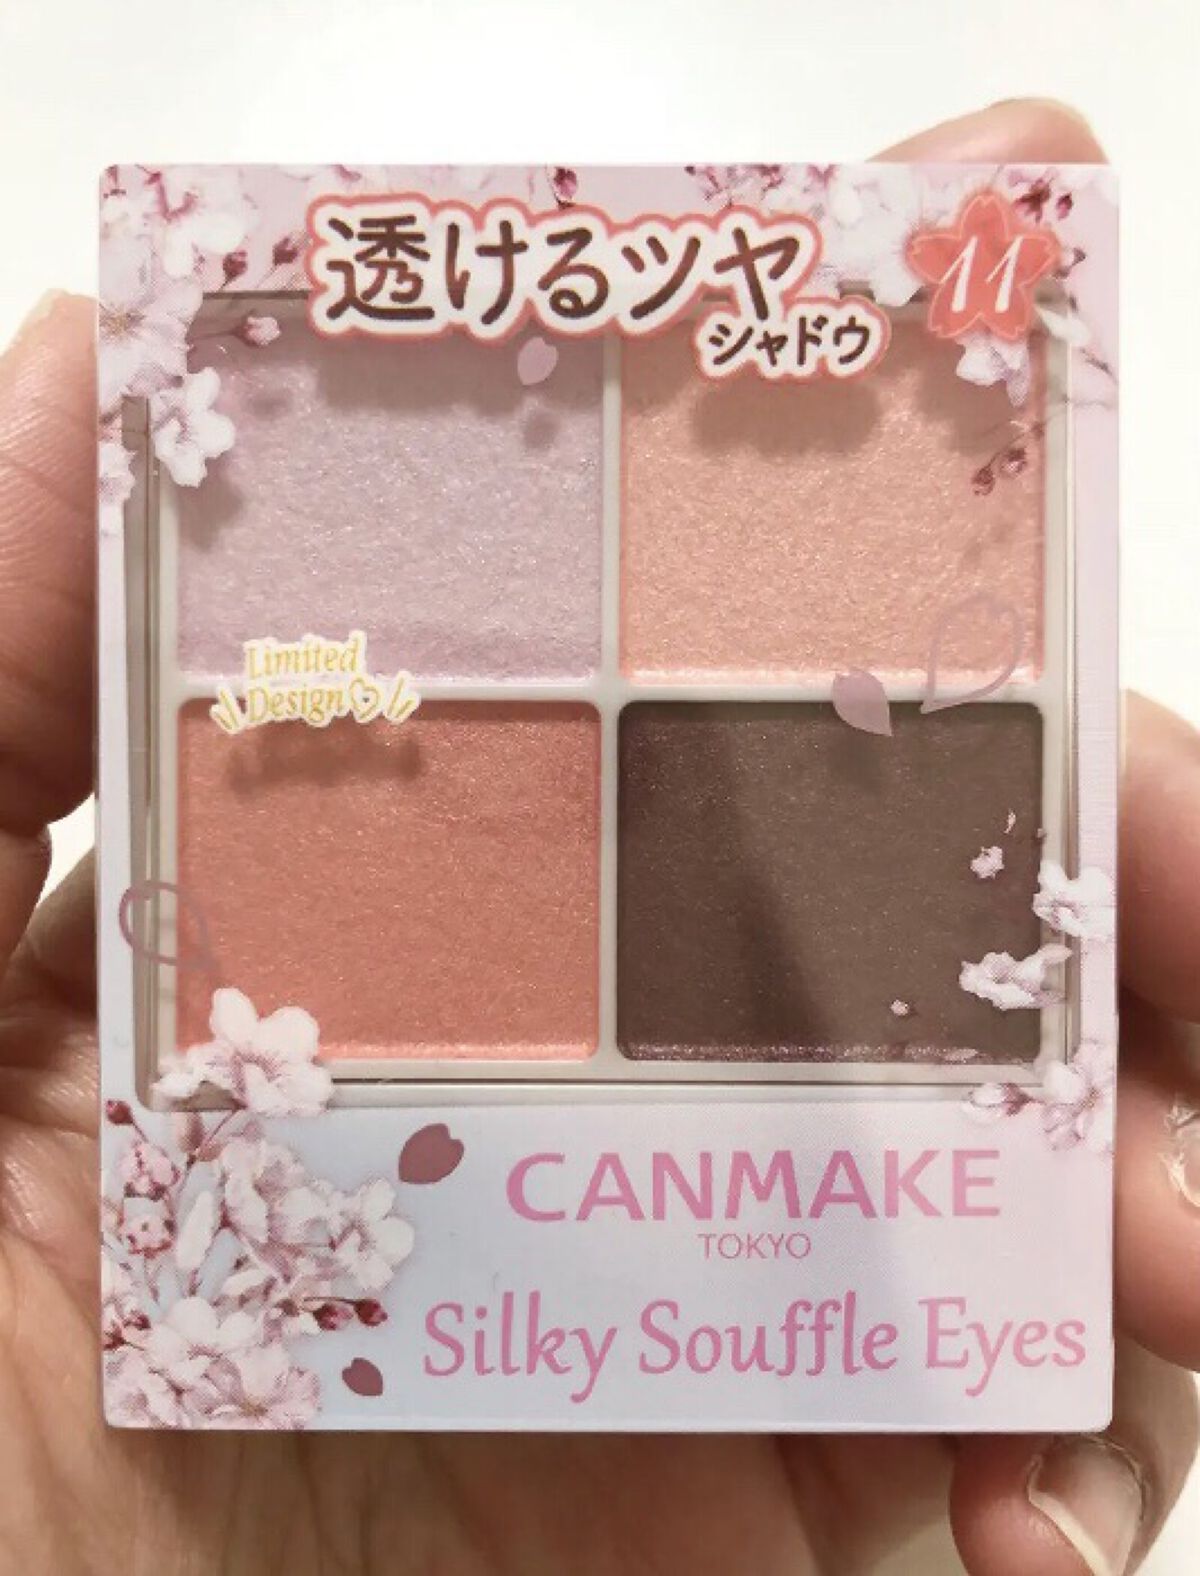 透けるツヤ
シャドウ
11
Limited
Design
CANMAKE
TOKYO
Silky Souffle Eyes